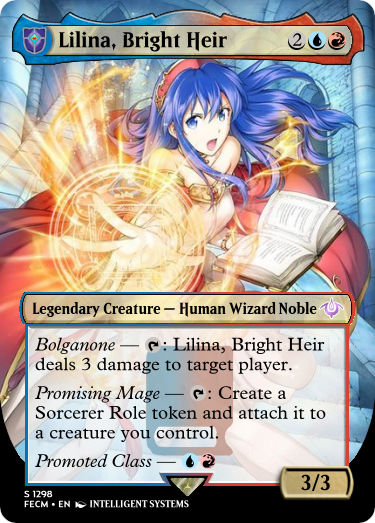 Lilina, Bright Heir 2
Legendary Creature — Human Wizard Noble
Bolganone — : Lilina, Bright Heir
deals 3 damage to target player.
Promising Mage — : Create a
Sorcerer Role token and attach it to
a creature you control.
Promoted Class —
3/3
S 1298
FECM • EN INTELLIGENT SYSTEMS